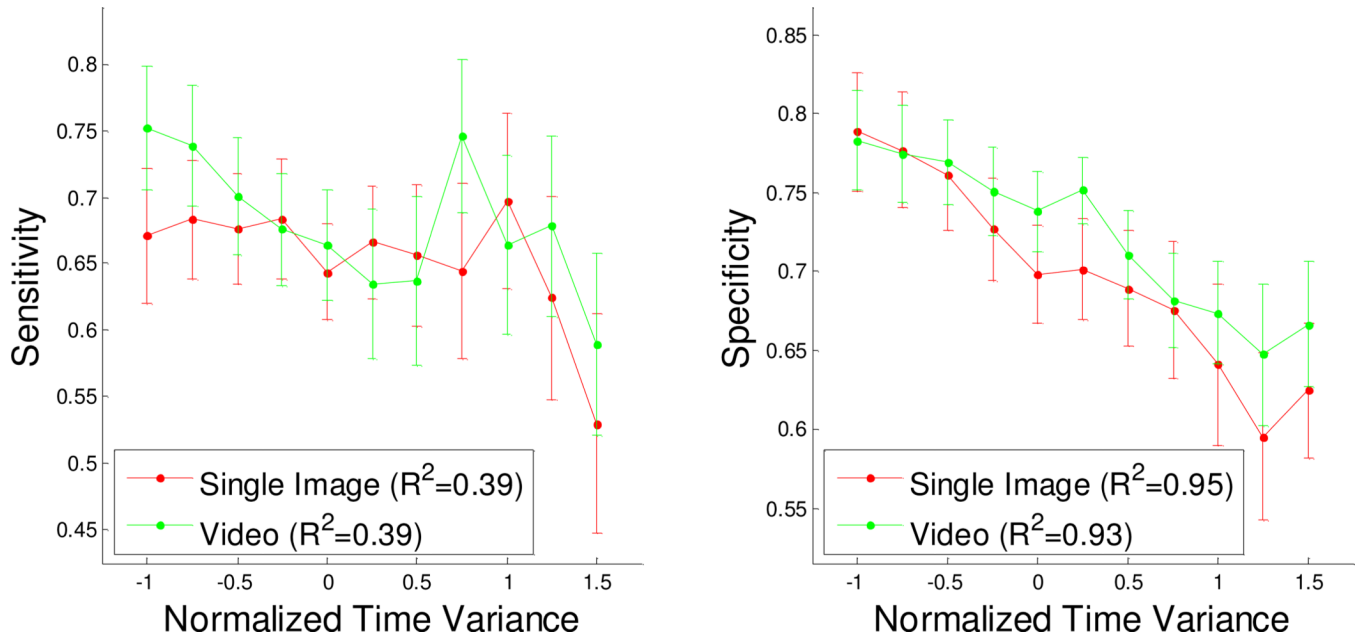 Sensitivity
0.8
0.75
0.7
0.65
0.6
0.55
0.5
0.45
Single Image (R²=0.39)
Video (R²=0.39)
-1 -0.5 0 0.5 1 1.5
Normalized Time Variance
Specificity
0.85
0.8
0.75
0.7
0.65
0.6
0.55
Single Image (R²=0.95)
Video (R²=0.93)
-1 -0.5 0 0.5 1 1.5
Normalized Time Variance